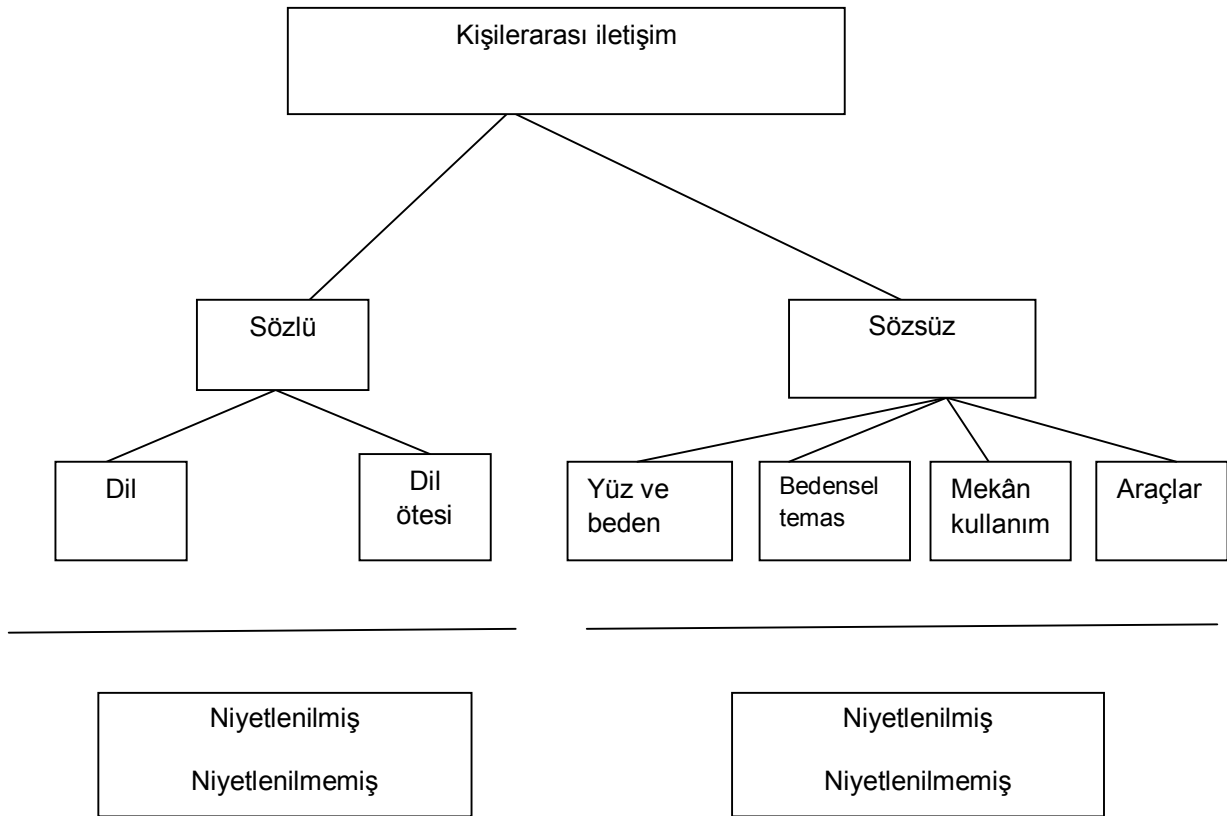 Kişilerarası iletişim
Sözlü
Sözsüz
Dil
Dil
ötesi
Yüz ve
beden
Bedensel
temas
Mekân
kullanım
Araçlar
Niyetlenilmiş
Niyetlenilmemiş
Niyetlenilmiş
Niyetlenilmemiş